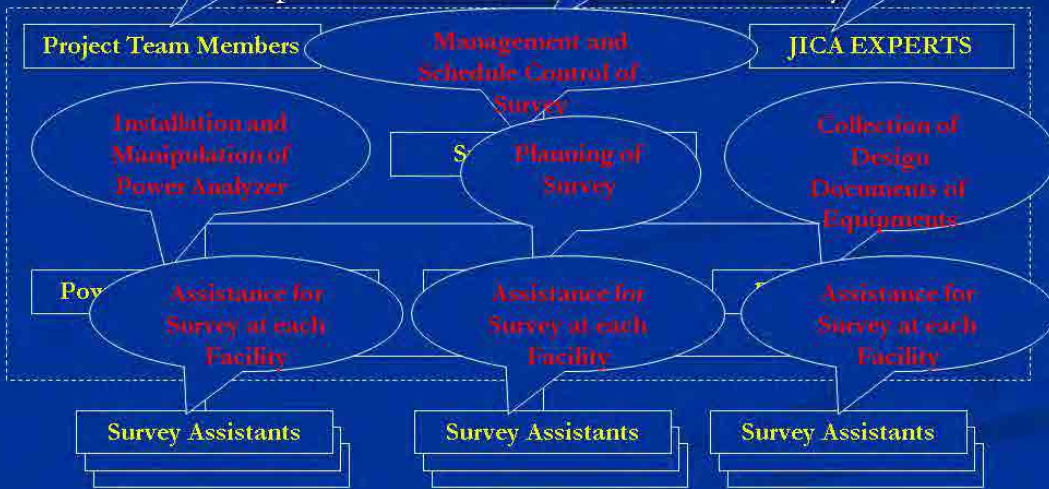 Project Team Members
Management and
Schedule Control of
Survey
JICA EXPERTS
Installation and
Manipulation of
Power Analyzer
Planning of
Survey
Collection of
Design
Documents of
Equipments
Assistance for
Survey at each
Facility
Assistance for
Survey at each
Facility
Assistance for
Survey at each
Facility
Survey Assistants
Survey Assistants
Survey Assistants